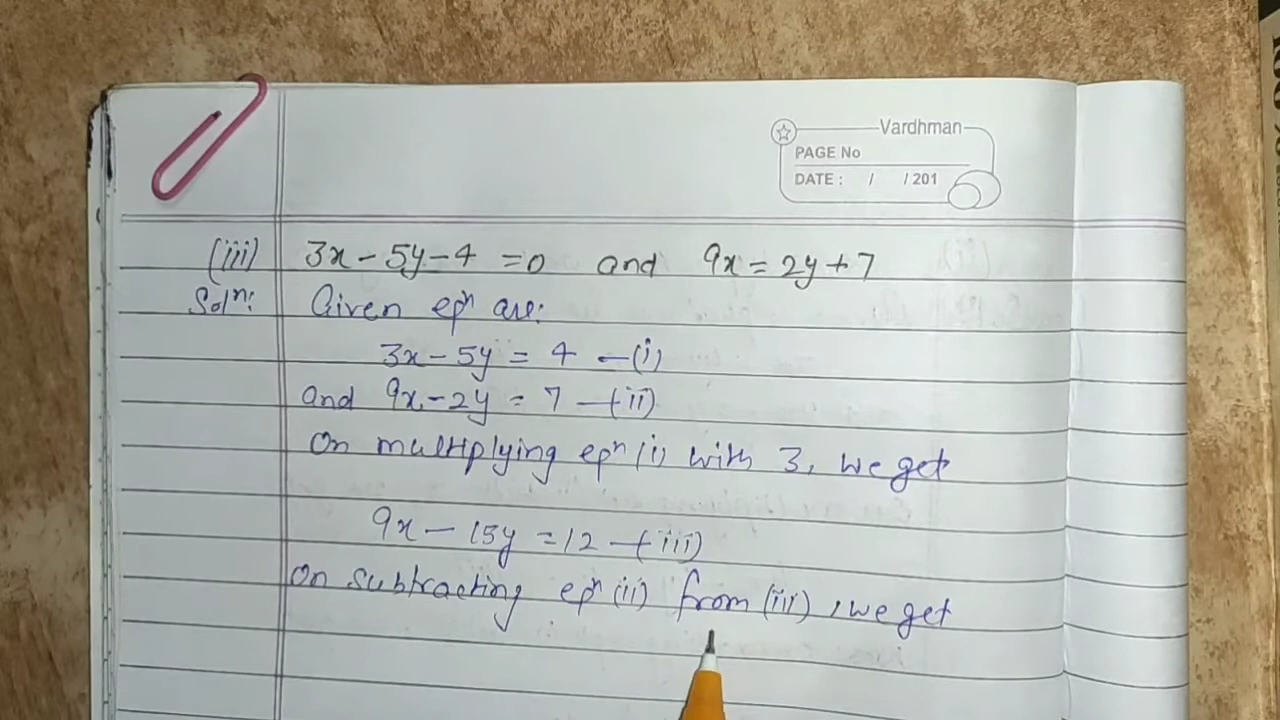 Vardhman
PAGE No
DATE : / / 201
(iii) 3x - 5y - 4 = 0 and 9x = 2y + 7
Solⁿ: Given eqⁿ are:
3x - 5y = 4 -(i)
and 9x - 2y = 7 -(ii)
On multiplying eqⁿ (i) with 3, we get
9x - 15y = 12 -(iii)
On subtracting eqⁿ (ii) from (iii), we get